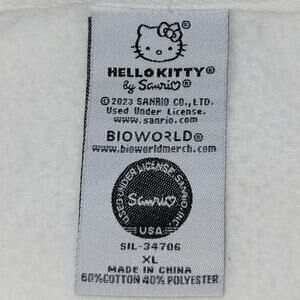 HELLO KITTY®
by Sanrio
© 2023 SANRIO CO., LTD.
Used Under License.
www.sanrio.com
BIOWORLD®
www.bioworldmerch.com
USED UNDER LICENSE, SANRIO, INC.
Sanrio
USA
SIL-34706
XL
MADE IN CHINA
60%COTTON 40% POLYESTER